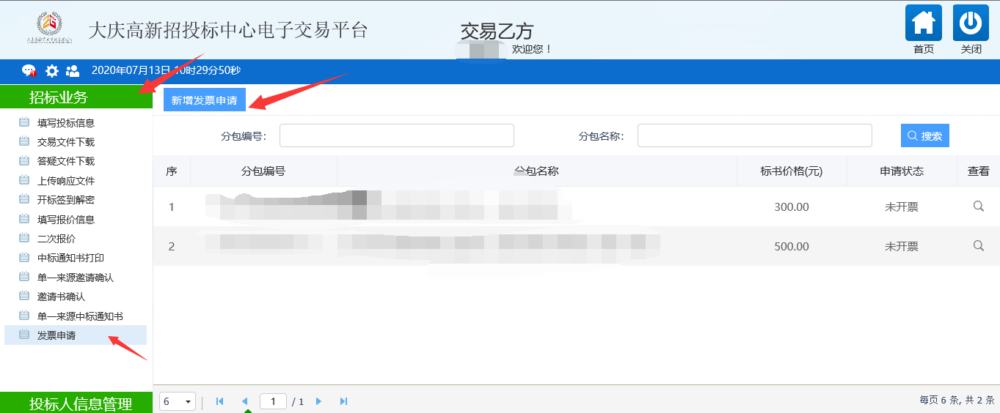 大庆高新招投标中心电子交易平台
交易乙方
欢迎您！
首页
关闭
2020年07月13日 10时29分50秒
招标业务
新增发票申请
填写投标信息
交易文件下载
答疑文件下载
上传响应文件
开标签到解密
填写报价信息
二次报价
中标通知书打印
单一来源邀请确认
邀请书确认
单一来源中标通知书
发票申请
投标人信息管理
分包编号：
分包名称：
搜索
序 分包编号 分包名称 标书价格(元) 申请状态 查看
1 300.00 未开票
2 500.00 未开票
6 1 / 1 每页 6 条, 共 2 条